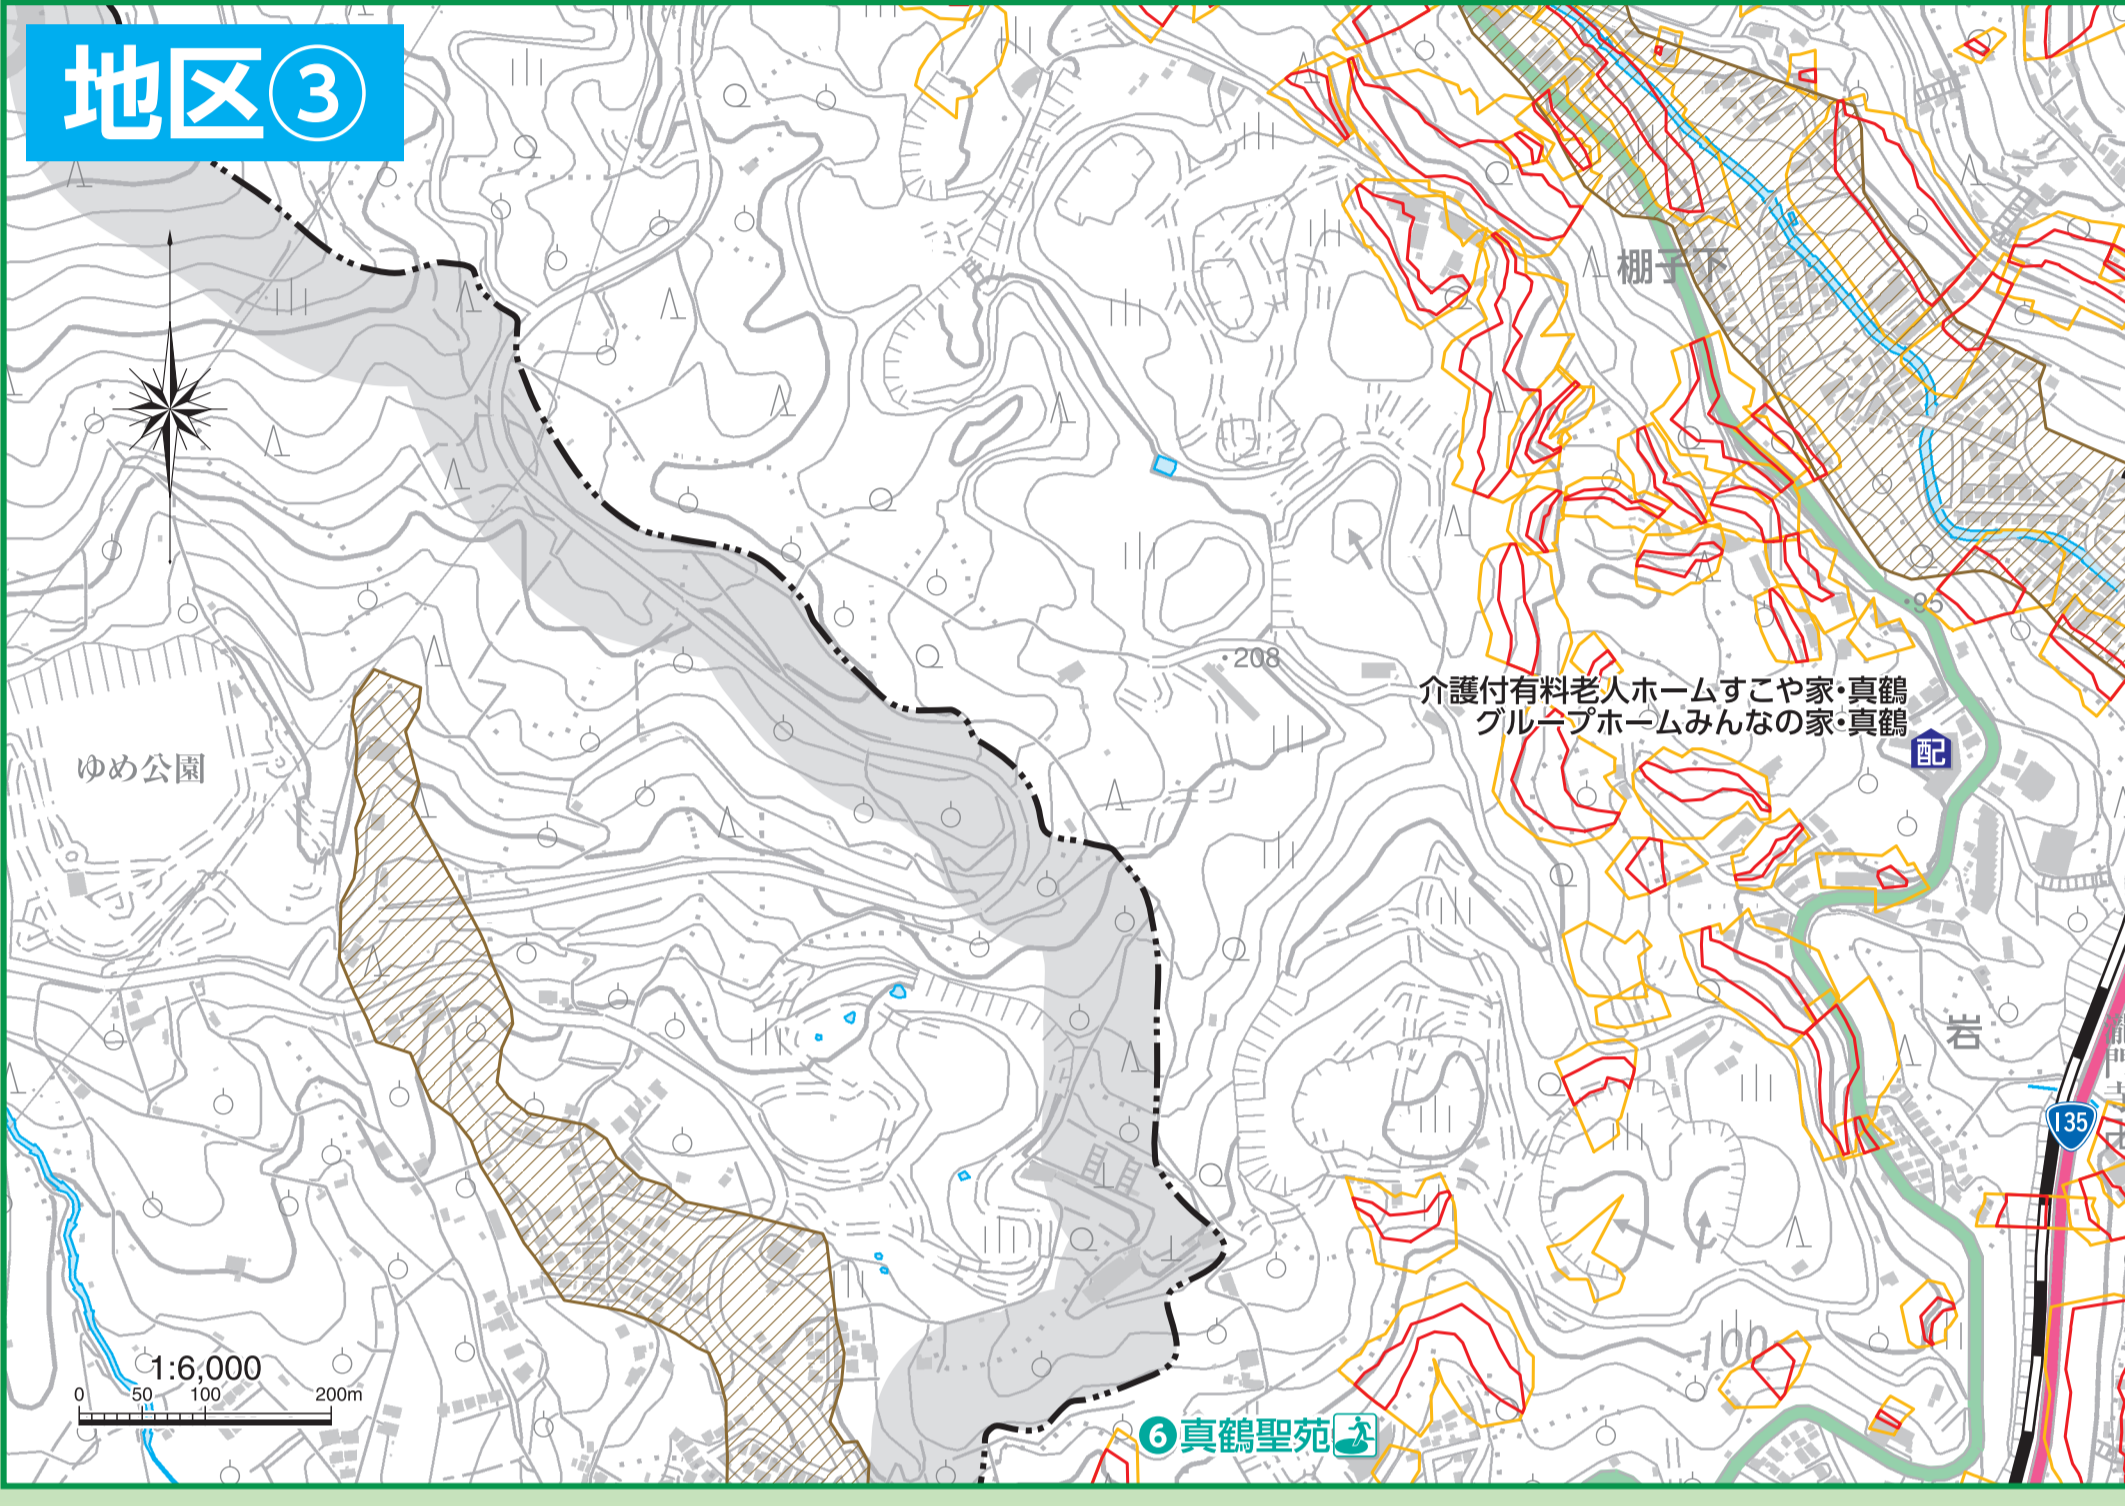 地区③
棚子下
・95
・208
介護付有料老人ホームすこや家・真鶴
グループホームみんなの家・真鶴
配
ゆめ公園
岩
135
100
1:6,000
0 50 100 200m
❻真鶴聖苑